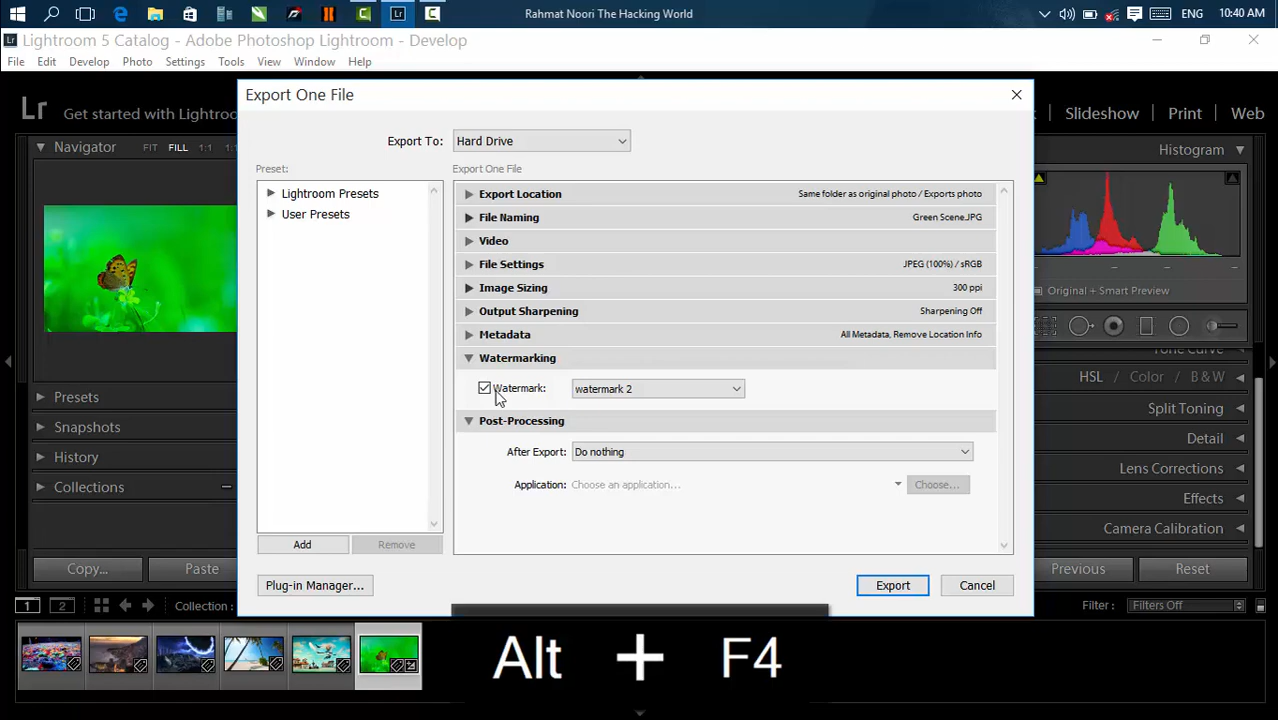 Rahmat Noori The Hacking World
ENG 10:40 AM
Lr Lightroom 5 Catalog - Adobe Photoshop Lightroom - Develop
File Edit Develop Photo Settings Tools View Window Help
Export One File
Lr Get started with Lightroo
Slideshow | Print | Web
Export To: Hard Drive
Navigator FIT FILL 1:1
Histogram
Preset: Export One File
Lightroom Presets
User Presets
Export Location Same folder as original photo / Exports photo
File Naming Green Scene.JPG
Video
File Settings JPEG (100%) / sRGB
Image Sizing 300 ppi
Original + Smart Preview
Output Sharpening Sharpening Off
Metadata All Metadata, Remove Location Info
Tone Curve
Watermarking
HSL / Color / B & W
Watermark: watermark 2
Presets
Split Toning
Snapshots
Post-Processing
Detail
History
After Export: Do nothing
Lens Corrections
Collections
Application: Choose an application... Choose...
Effects
Camera Calibration
Add Remove
Copy... Paste
Previous Reset
Plug-in Manager... Export Cancel
1 2 Collection :
Filter : Filters Off
Alt + F4